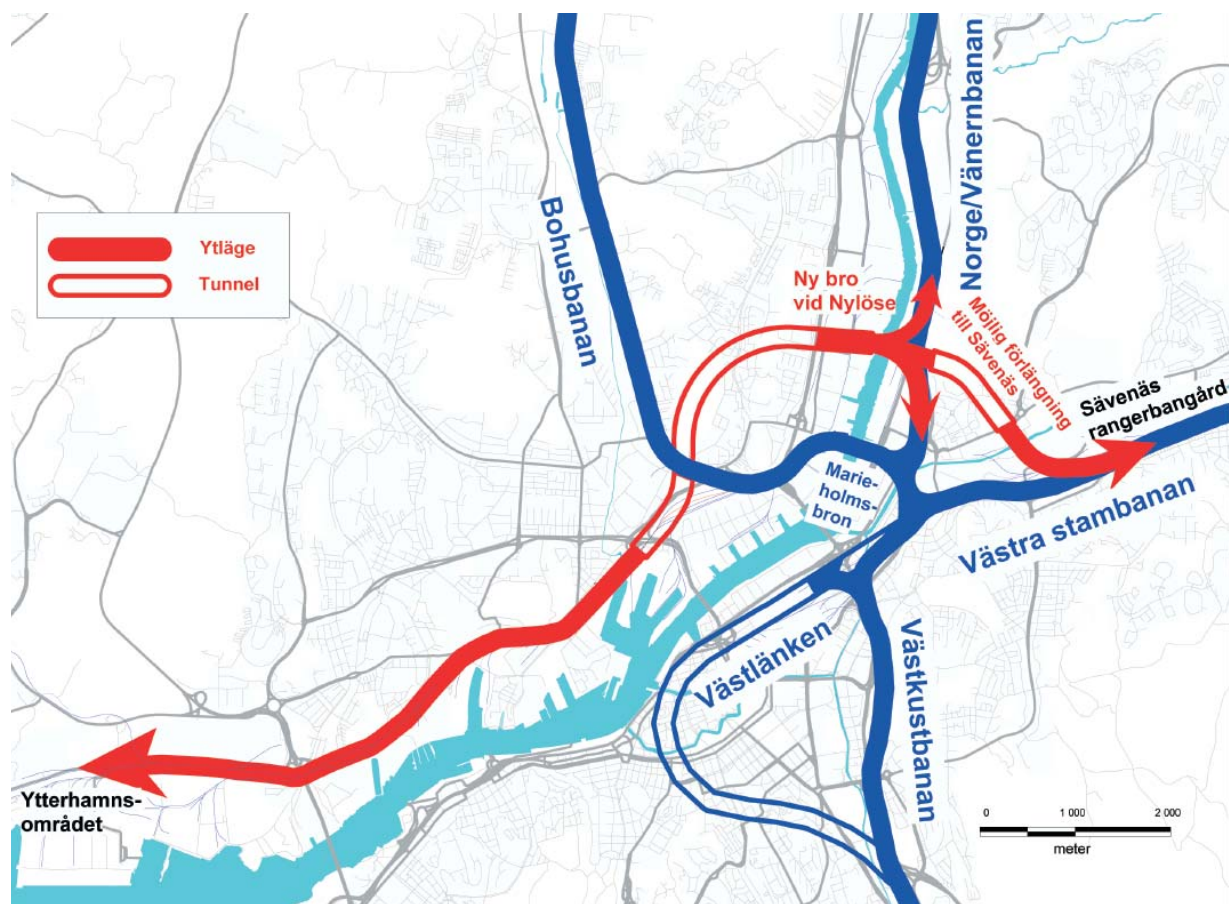 Ytläge
Tunnel
Bohusbanan
Norge/Vänernbanan
Ny bro
vid Nylöse
Möjlig förlängning
till Sävenäs
Sävenäs
rangerbangård
Marie-
holms-
bron
Västra stambanan
Västlänken
Västkustbanan
Ytterhamns-
området
0 1 000 2 000
meter